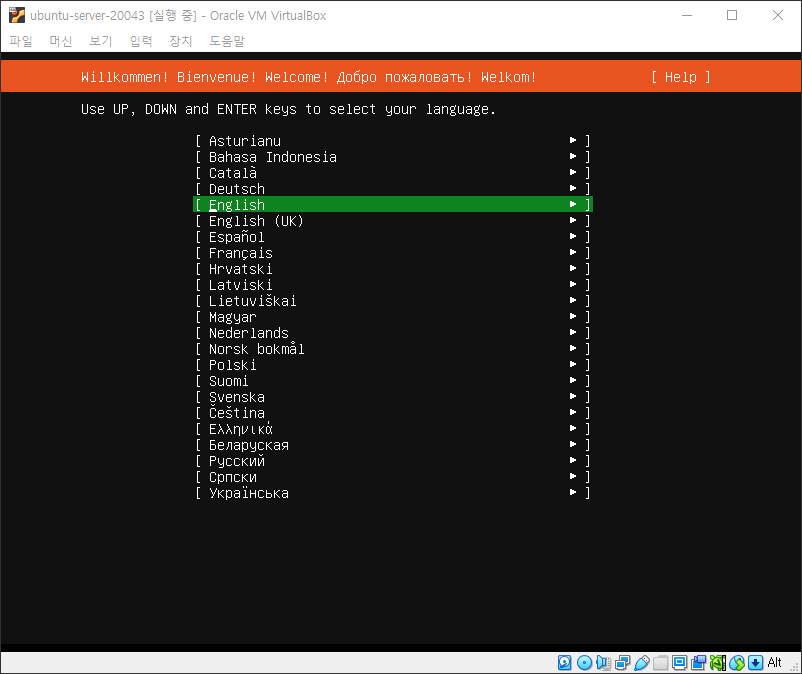 ubuntu-server-20043 [실행 중] - Oracle VM VirtualBox
파일 머신 보기 입력 장치 도움말
Willkommen! Bienvenue! Welcome! Добро пожаловать! Welkom! [ Help ]
Use UP, DOWN and ENTER keys to select your language.
[ Asturianu ▸ ]
[ Bahasa Indonesia ▸ ]
[ Català ▸ ]
[ Deutsch ▸ ]
[ English ▸ ]
[ English (UK) ▸ ]
[ Español ▸ ]
[ Français ▸ ]
[ Hrvatski ▸ ]
[ Latviski ▸ ]
[ Lietuviškai ▸ ]
[ Magyar ▸ ]
[ Nederlands ▸ ]
[ Norsk bokmål ▸ ]
[ Polski ▸ ]
[ Suomi ▸ ]
[ Svenska ▸ ]
[ Čeština ▸ ]
[ Ελληνικά ▸ ]
[ Беларуская ▸ ]
[ Русский ▸ ]
[ Српски ▸ ]
[ Українська ▸ ]
Alt